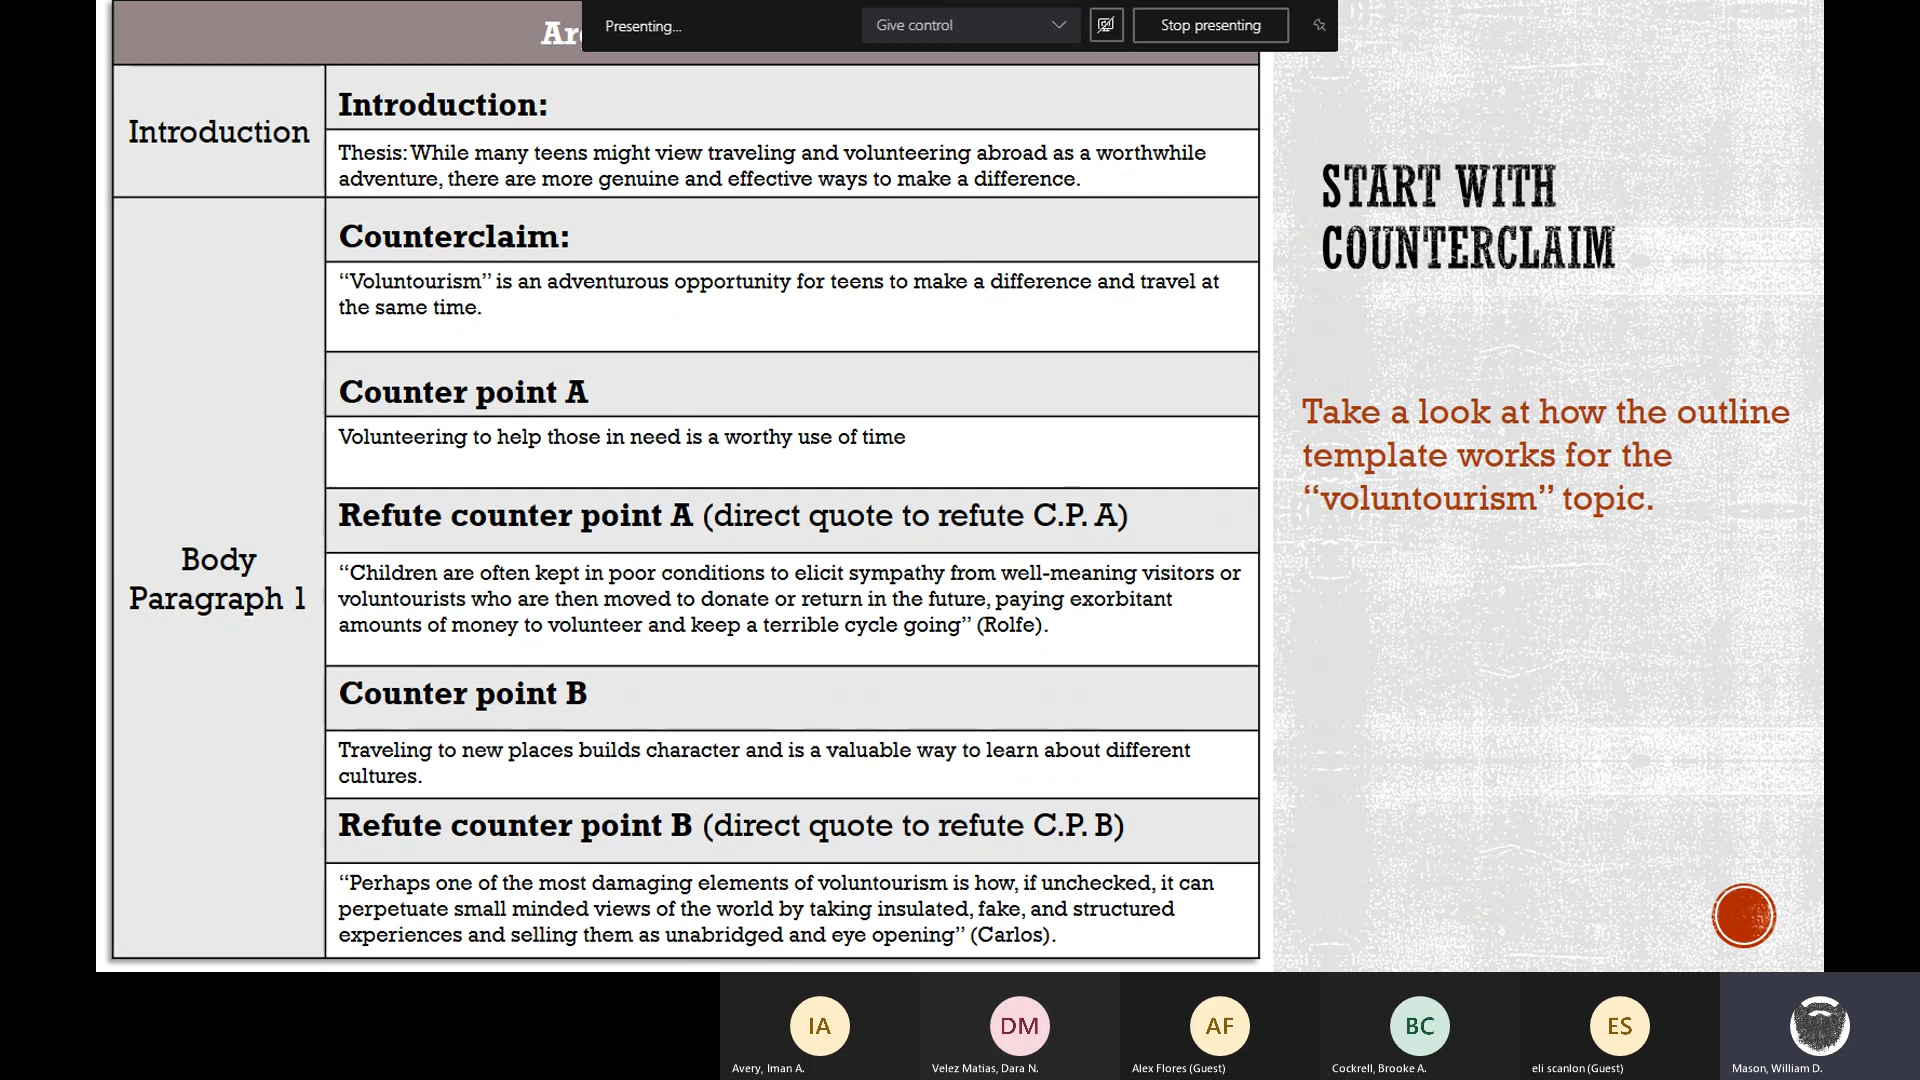 Presenting...
Give control
Stop presenting
Introduction
Introduction:
Thesis: While many teens might view traveling and volunteering abroad as a worthwhile
adventure, there are more genuine and effective ways to make a difference.
Body
Paragraph 1
Counterclaim:
“Voluntourism” is an adventurous opportunity for teens to make a difference and travel at
the same time.
Counter point A
Volunteering to help those in need is a worthy use of time
Refute counter point A (direct quote to refute C.P. A)
“Children are often kept in poor conditions to elicit sympathy from well-meaning visitors or
voluntourists who are then moved to donate or return in the future, paying exorbitant
amounts of money to volunteer and keep a terrible cycle going” (Rolfe).
Counter point B
Traveling to new places builds character and is a valuable way to learn about different
cultures.
Refute counter point B (direct quote to refute C.P. B)
“Perhaps one of the most damaging elements of voluntourism is how, if unchecked, it can
perpetuate small minded views of the world by taking insulated, fake, and structured
experiences and selling them as unabridged and eye opening” (Carlos).
START WITH
COUNTERCLAIM
Take a look at how the outline
template works for the
“voluntourism” topic.
IA
Avery, Iman A.
DM
Velez Matias, Dara N.
AF
Alex Flores (Guest)
BC
Cockrell, Brooke A.
ES
eli scanlon (Guest)
Mason, William D.